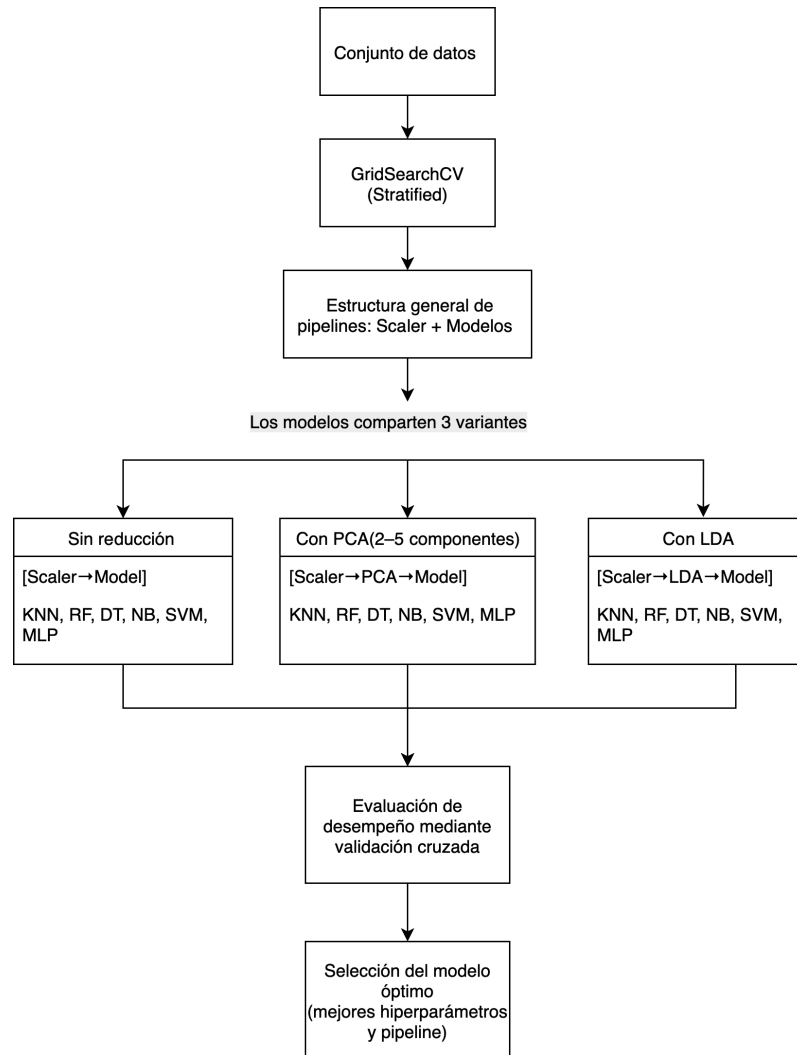 Conjunto de datos
GridSearchCV
(Stratified)
Estructura general de
pipelines: Scaler + Modelos
Los modelos comparten 3 variantes
Sin reducción
[Scaler→Model]
KNN, RF, DT, NB, SVM,
MLP
Con PCA(2–5 componentes)
[Scaler→PCA→Model]
KNN, RF, DT, NB, SVM, MLP
Con LDA
[Scaler→LDA→Model]
KNN, RF, DT, NB, SVM,
MLP
Evaluación de
desempeño mediante
validación cruzada
Selección del modelo
óptimo
(mejores hiperparámetros
y pipeline)